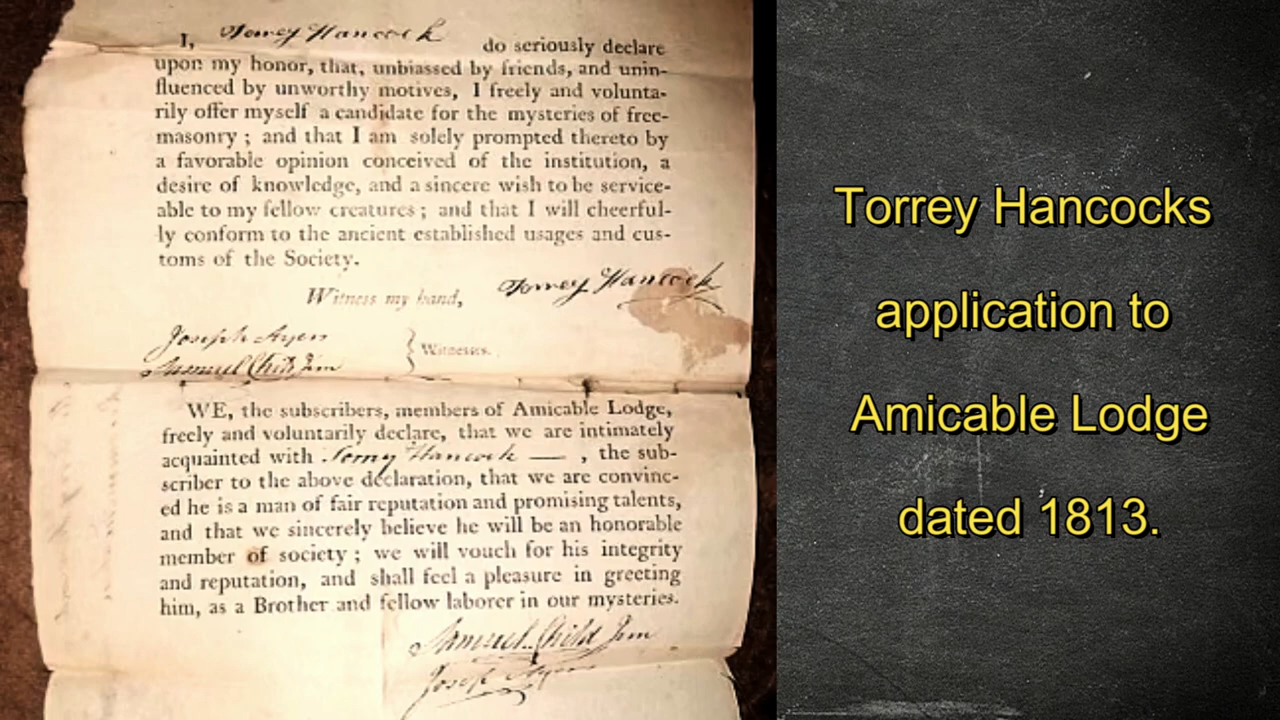 I, Torrey Hancock do seriously declare
upon my honor, that, unbiassed by friends, and unin-
fluenced by unworthy motives, I freely and volunta-
rily offer myself a candidate for the mysteries of free-
masonry ; and that I am solely prompted thereto by
a favorable opinion conceived of the institution, a
desire of knowledge, and a sincere wish to be service-
able to my fellow creatures ; and that I will cheerful-
ly conform to the ancient established usages and cus-
toms of the Society.
Witness my hand, Torrey Hancock
Joseph Ayers
Samuel Child Jun } Witnesses.
WE, the subscribers, members of Amicable Lodge,
freely and voluntarily declare, that we are intimately
acquainted with Torrey Hancock — , the sub-
scriber to the above declaration, that we are convinc-
ed he is a man of fair reputation and promising talents,
and that we sincerely believe he will be an honorable
member of society ; we will vouch for his integrity
and reputation, and shall feel a pleasure in greeting
him, as a Brother and fellow laborer in our mysteries.
Samuel Child Jun
Joseph Ayers
Torrey Hancocks
application to
Amicable Lodge
dated 1813.